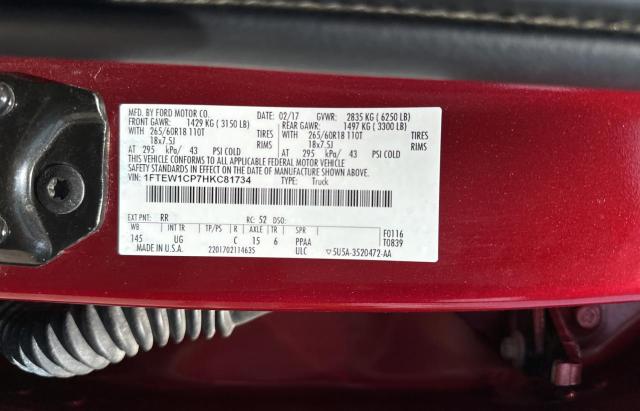 MFD. BY FORD MOTOR CO. DATE: 02/17 GVWR: 2835 KG ( 6250 LB)
FRONT GAWR: 1429 KG ( 3150 LB) REAR GAWR: 1497 KG ( 3300 LB)
WITH 265/60R18 110T TIRES WITH 265/60R18 110T TIRES
18x7.5J RIMS 18x7.5J RIMS
AT 295 kPa/ 43 PSI COLD AT 295 kPa/ 43 PSI COLD
THIS VEHICLE CONFORMS TO ALL APPLICABLE FEDERAL MOTOR VEHICLE
SAFETY STANDARDS IN EFFECT ON THE DATE OF MANUFACTURE SHOWN ABOVE.
VIN: 1FTEW1CP7HKC81734 TYPE: Truck
EXT PNT: RR RC: 52 DSO: F0116
WB INT TR TP/PS R AXLE TR SPR T0839
145 UG C 15 6 PPAA
MADE IN U.S.A. 2201702114635 ULC ▽5U5A-3520472-AA